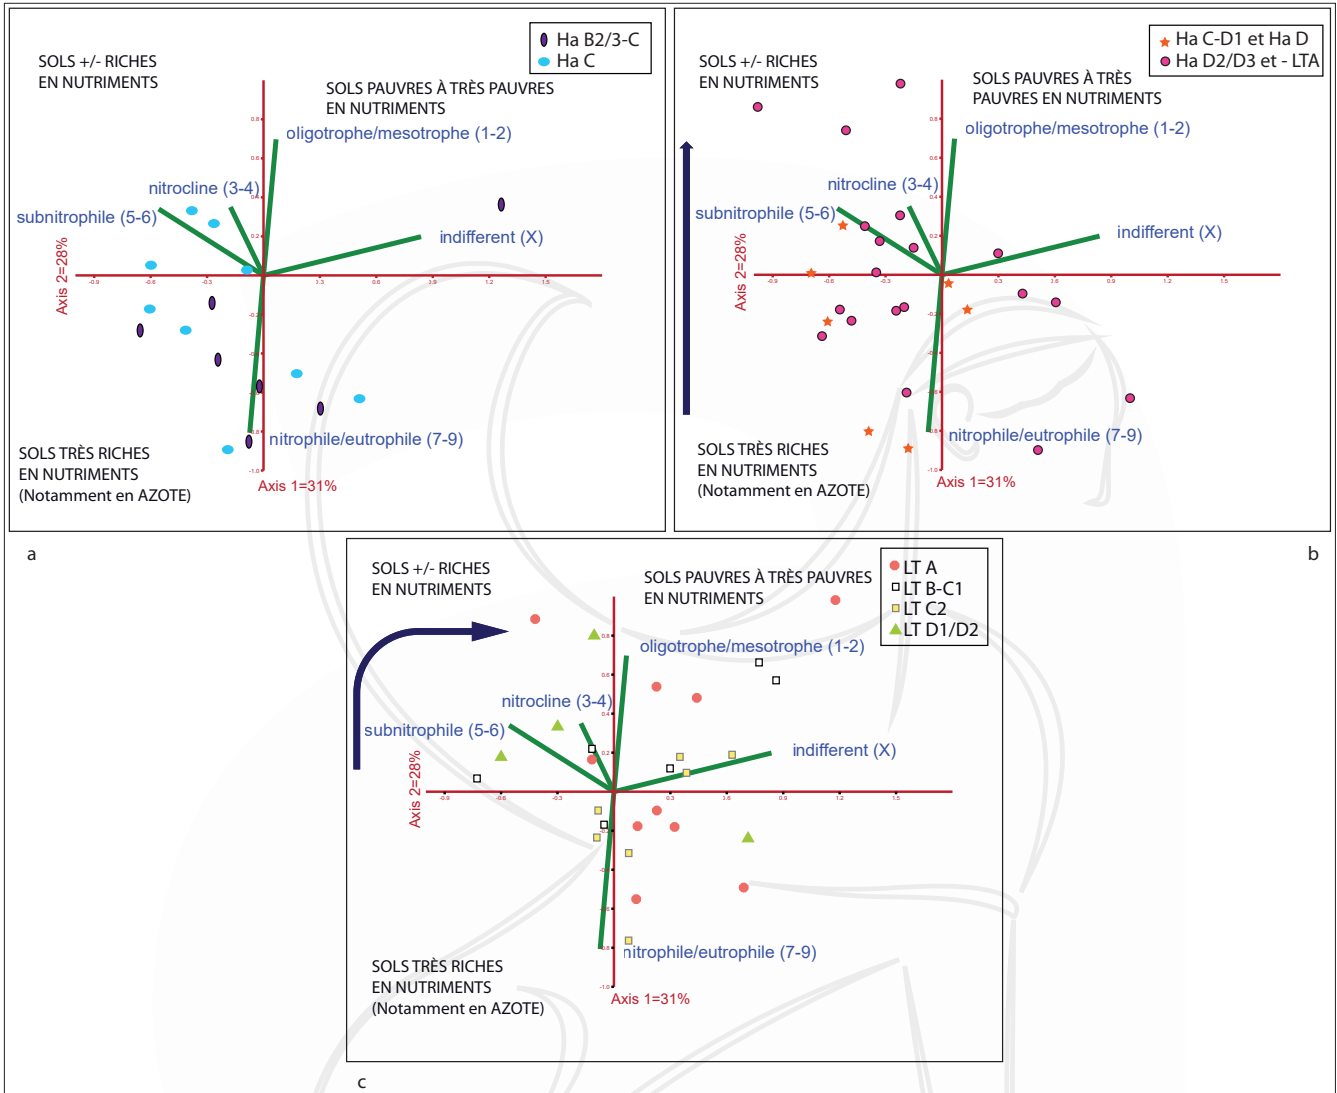 Ha B2/3-C
Ha C
SOLS +/- RICHES
EN NUTRIMENTS
SOLS PAUVRES À TRÈS PAUVRES
EN NUTRIMENTS
oligotrophe/mesotrophe (1-2)
nitrocline (3-4)
subnitrophile (5-6)
indifferent (X)
Axis 2=28%
nitrophile/eutrophile (7-9)
SOLS TRÈS RICHES
EN NUTRIMENTS
(Notamment en AZOTE)
Axis 1=31%
a
Ha C-D1 et Ha D
Ha D2/D3 et - LTA
SOLS +/- RICHES
EN NUTRIMENTS
SOLS PAUVRES À TRÈS
PAUVRES EN NUTRIMENTS
oligotrophe/mesotrophe (1-2)
nitrocline (3-4)
subnitrophile (5-6)
indifferent (X)
Axis 2=28%
nitrophile/eutrophile (7-9)
SOLS TRÈS RICHES
EN NUTRIMENTS
(Notamment en AZOTE)
Axis 1=31%
b
LT A
LT B-C1
LT C2
LT D1/D2
SOLS +/- RICHES
EN NUTRIMENTS
SOLS PAUVRES À TRÈS PAUVRES
EN NUTRIMENTS
oligotrophe/mesotrophe (1-2)
nitrocline (3-4)
subnitrophile (5-6)
indifferent (X)
Axis 2=28%
nitrophile/eutrophile (7-9)
SOLS TRÈS RICHES
EN NUTRIMENTS
(Notamment en AZOTE)
Axis 1=31%
c